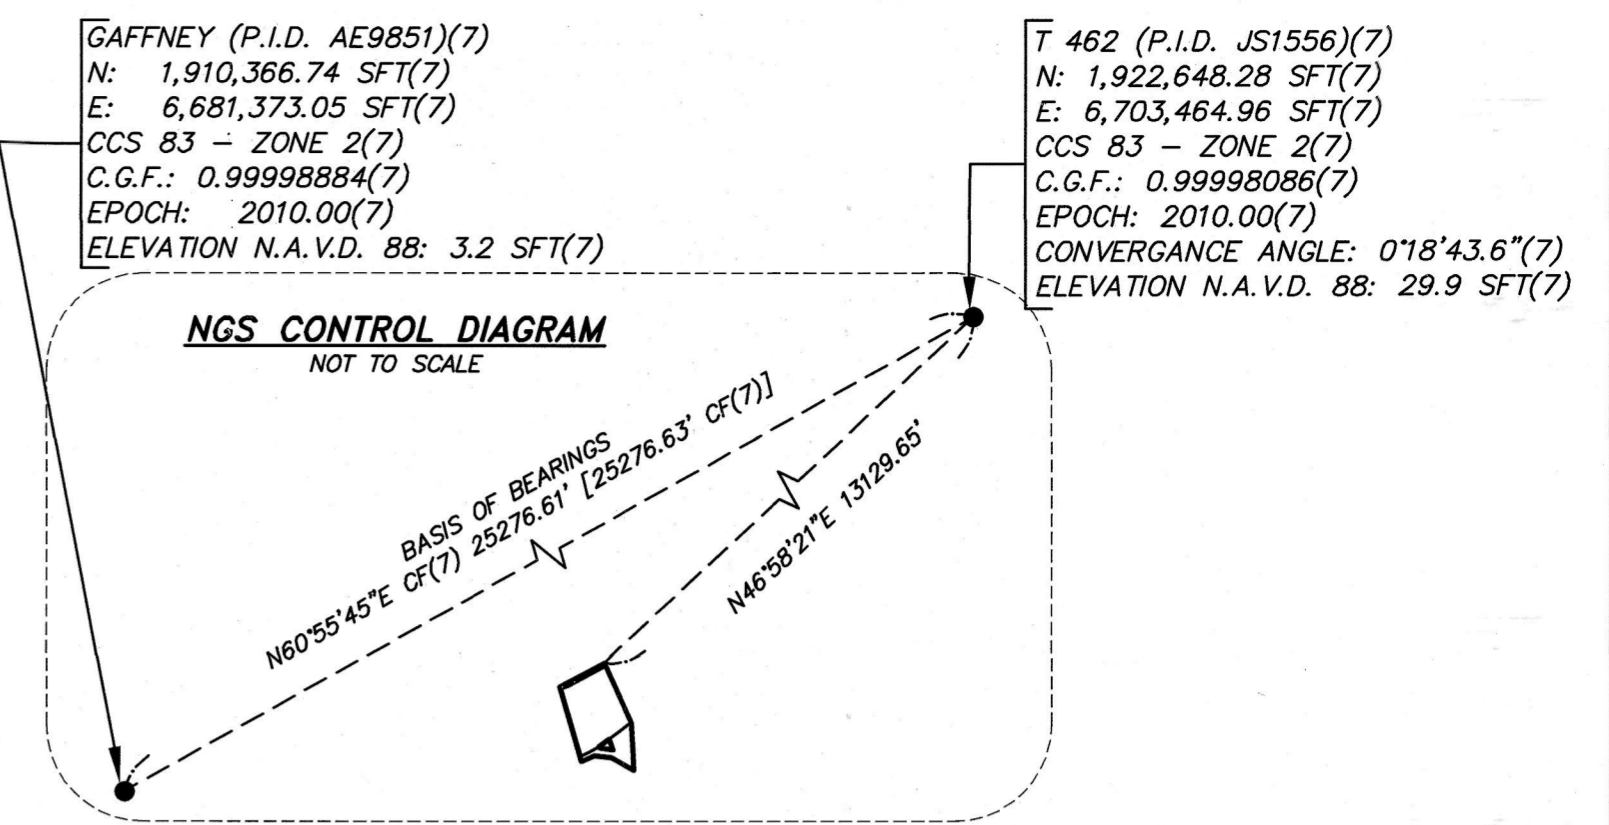 GAFFNEY (P.I.D. AE9851)(7)
N: 1,910,366.74 SFT(7)
E: 6,681,373.05 SFT(7)
CCS 83 – ZONE 2(7)
C.G.F.: 0.99998884(7)
EPOCH: 2010.00(7)
ELEVATION N.A.V.D. 88: 3.2 SFT(7)
T 462 (P.I.D. JS1556)(7)
N: 1,922,648.28 SFT(7)
E: 6,703,464.96 SFT(7)
CCS 83 – ZONE 2(7)
C.G.F.: 0.99998086(7)
EPOCH: 2010.00(7)
CONVERGANCE ANGLE: 0°18'43.6"(7)
ELEVATION N.A.V.D. 88: 29.9 SFT(7)
NGS CONTROL DIAGRAM
NOT TO SCALE
BASIS OF BEARINGS
N60°55'45"E CF(7) 25276.61' [25276.63' CF(7)]
N46°58'21"E 13129.65'